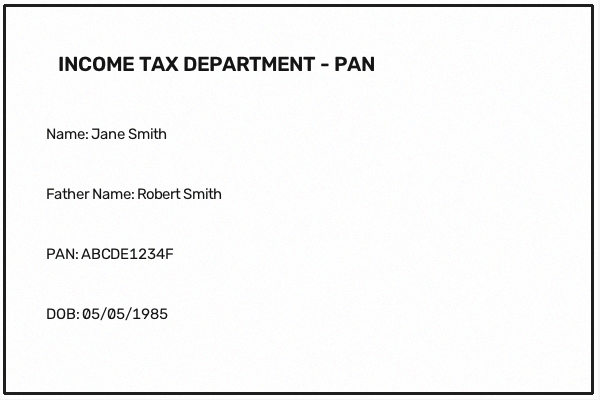 INCOME TAX DEPARTMENT - PAN
Name: Jane Smith
Father Name: Robert Smith
PAN: ABCDE1234F
DOB: 05/05/1985